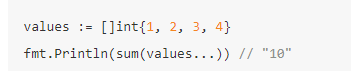 values := []int{1, 2, 3, 4}
fmt.Println(sum(values...)) // "10"